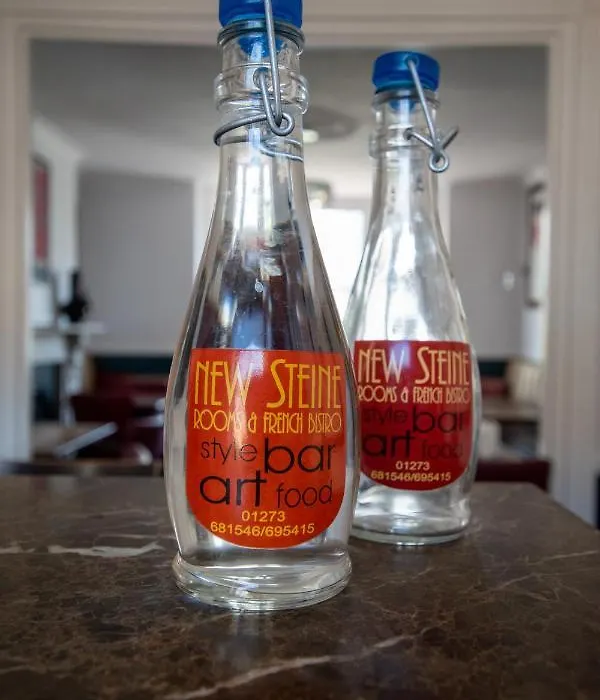 NEW STEINE
ROOMS & FRENCH BISTRO
style bar
art food
01273
681546/695415
NEW STEINE
ROOMS & FRENCH BISTRO
style bar
art food
01273
681546/695415